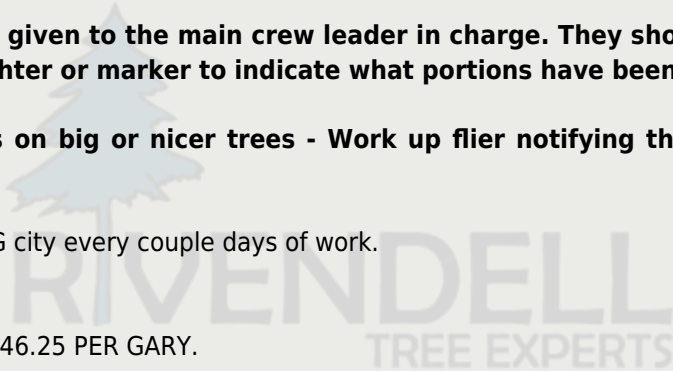 given to the main crew leader in charge. They sho
hter or marker to indicate what portions have been
s on big or nicer trees - Work up flier notifying th
G city every couple days of work.
RIVENDELL
46.25 PER GARY.
TREE EXPERTS